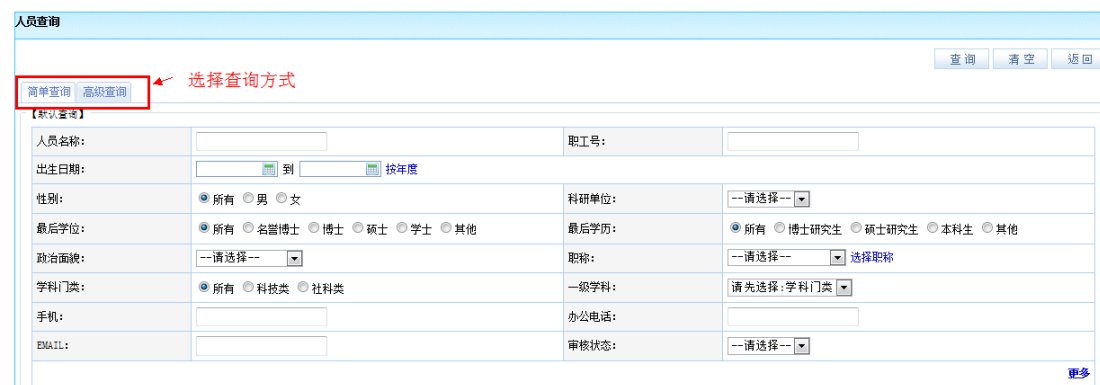 人员查询
查 询 清 空 返 回
选择查询方式
简单查询 高级查询
【默认查询】
人员名称: 职工号:
出生日期: 到 按年度
性别: 所有 男 女 科研单位: --请选择--
最后学位: 所有 名誉博士 博士 硕士 学士 其他 最后学历: 所有 博士研究生 硕士研究生 本科生 其他
政治面貌: --请选择-- 职称: --请选择-- 选择职称
学科门类: 所有 科技类 社科类 一级学科: 请先选择:学科门类
手机: 办公电话:
EMAIL: 审核状态: --请选择--
更多